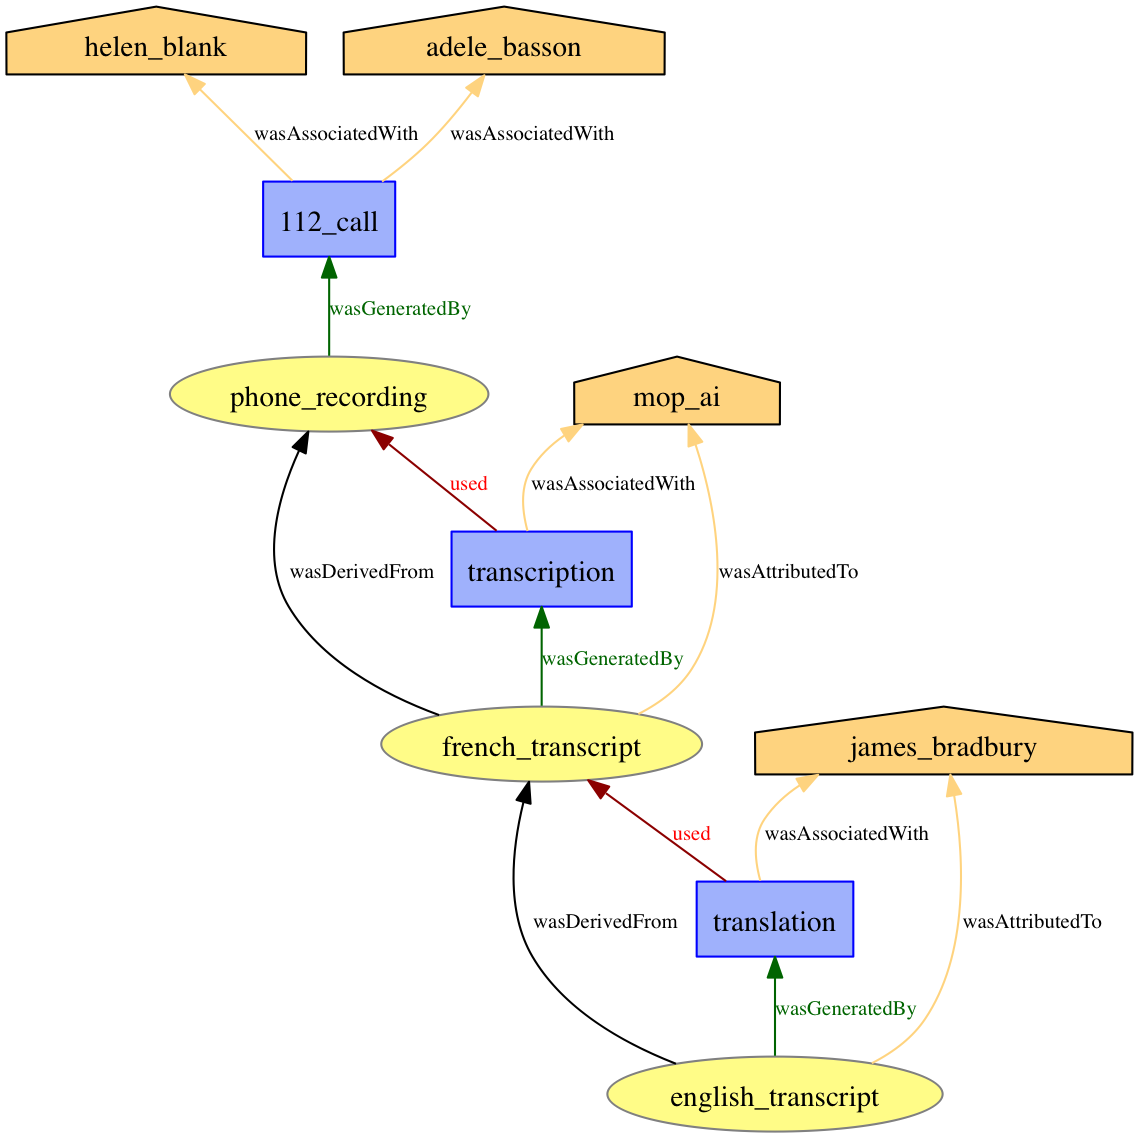 helen_blank
adele_basson
wasAssociatedWith
wasAssociatedWith
112_call
wasGeneratedBy
phone_recording
mop_ai
used
wasAssociatedWith
wasDerivedFrom
transcription
wasAttributedTo
wasGeneratedBy
french_transcript
james_bradbury
used
wasAssociatedWith
wasDerivedFrom
translation
wasAttributedTo
wasGeneratedBy
english_transcript